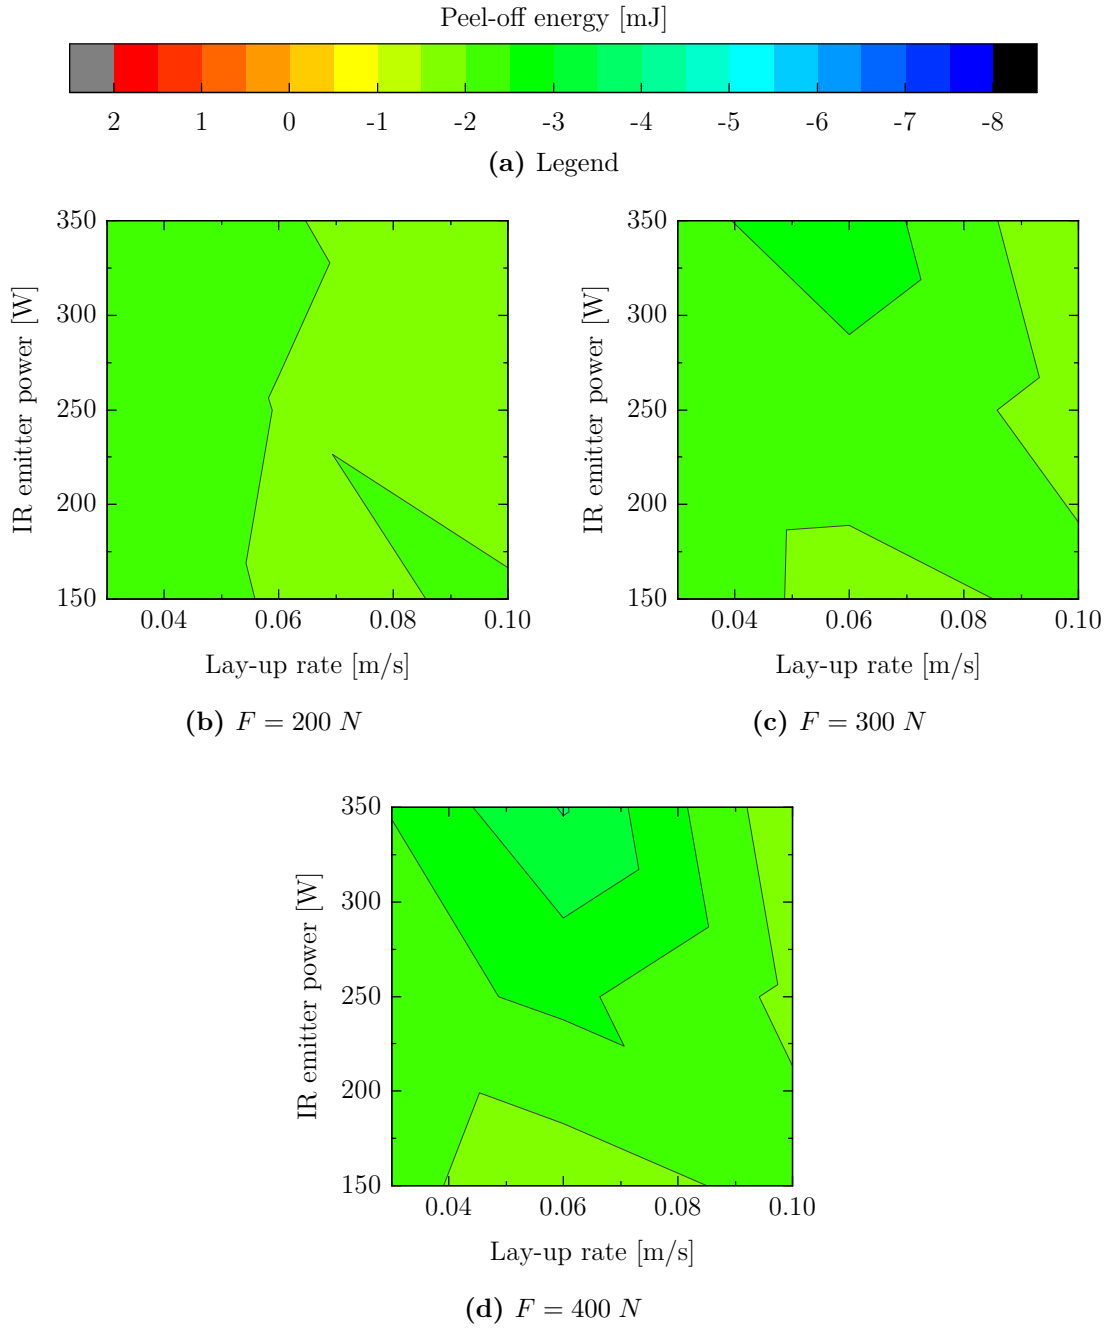 Peel-off energy [mJ]
2 1 0 -1 -2 -3 -4 -5 -6 -7 -8
(a) Legend
350
300
250
200
150
IR emitter power [W]
0.04 0.06 0.08 0.10
Lay-up rate [m/s]
(b) F = 200 N
350
300
250
200
150
IR emitter power [W]
0.04 0.06 0.08 0.10
Lay-up rate [m/s]
(c) F = 300 N
350
300
250
200
150
IR emitter power [W]
0.04 0.06 0.08 0.10
Lay-up rate [m/s]
(d) F = 400 N